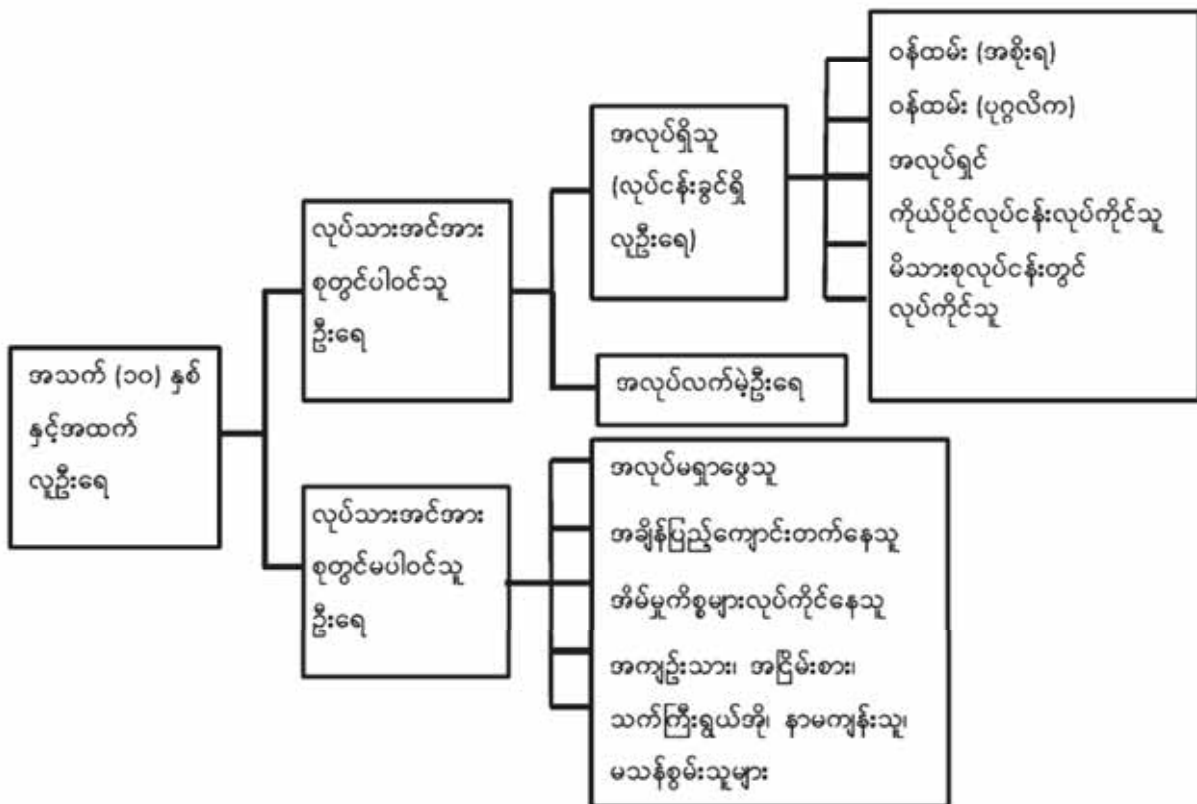 အသက် (၁၀) နှစ်
နှင့်အထက်
လူဦးရေ
လုပ်သားအင်အား
စုတွင်ပါဝင်သူ
ဦးရေ
အလုပ်ရှိသူ
(လုပ်ငန်းခွင်ရှိ
လူဦးရေ)
ဝန်ထမ်း (အစိုးရ)
ဝန်ထမ်း (ပုဂ္ဂလိက)
အလုပ်ရှင်
ကိုယ်ပိုင်လုပ်ငန်းလုပ်ကိုင်သူ
မိသားစုလုပ်ငန်းတွင်
လုပ်ကိုင်သူ
အလုပ်လက်မဲ့ဦးရေ
လုပ်သားအင်အား
စုတွင်မပါဝင်သူ
ဦးရေ
အလုပ်မရှာဖွေသူ
အချိန်ပြည့်ကျောင်းတက်နေသူ
အိမ်မှုကိစ္စများလုပ်ကိုင်နေသူ
အကျဉ်းသား၊ အငြိမ်းစား၊
သက်ကြီးရွယ်အို၊ နာမကျန်းသူ၊
မသန်စွမ်းသူများ